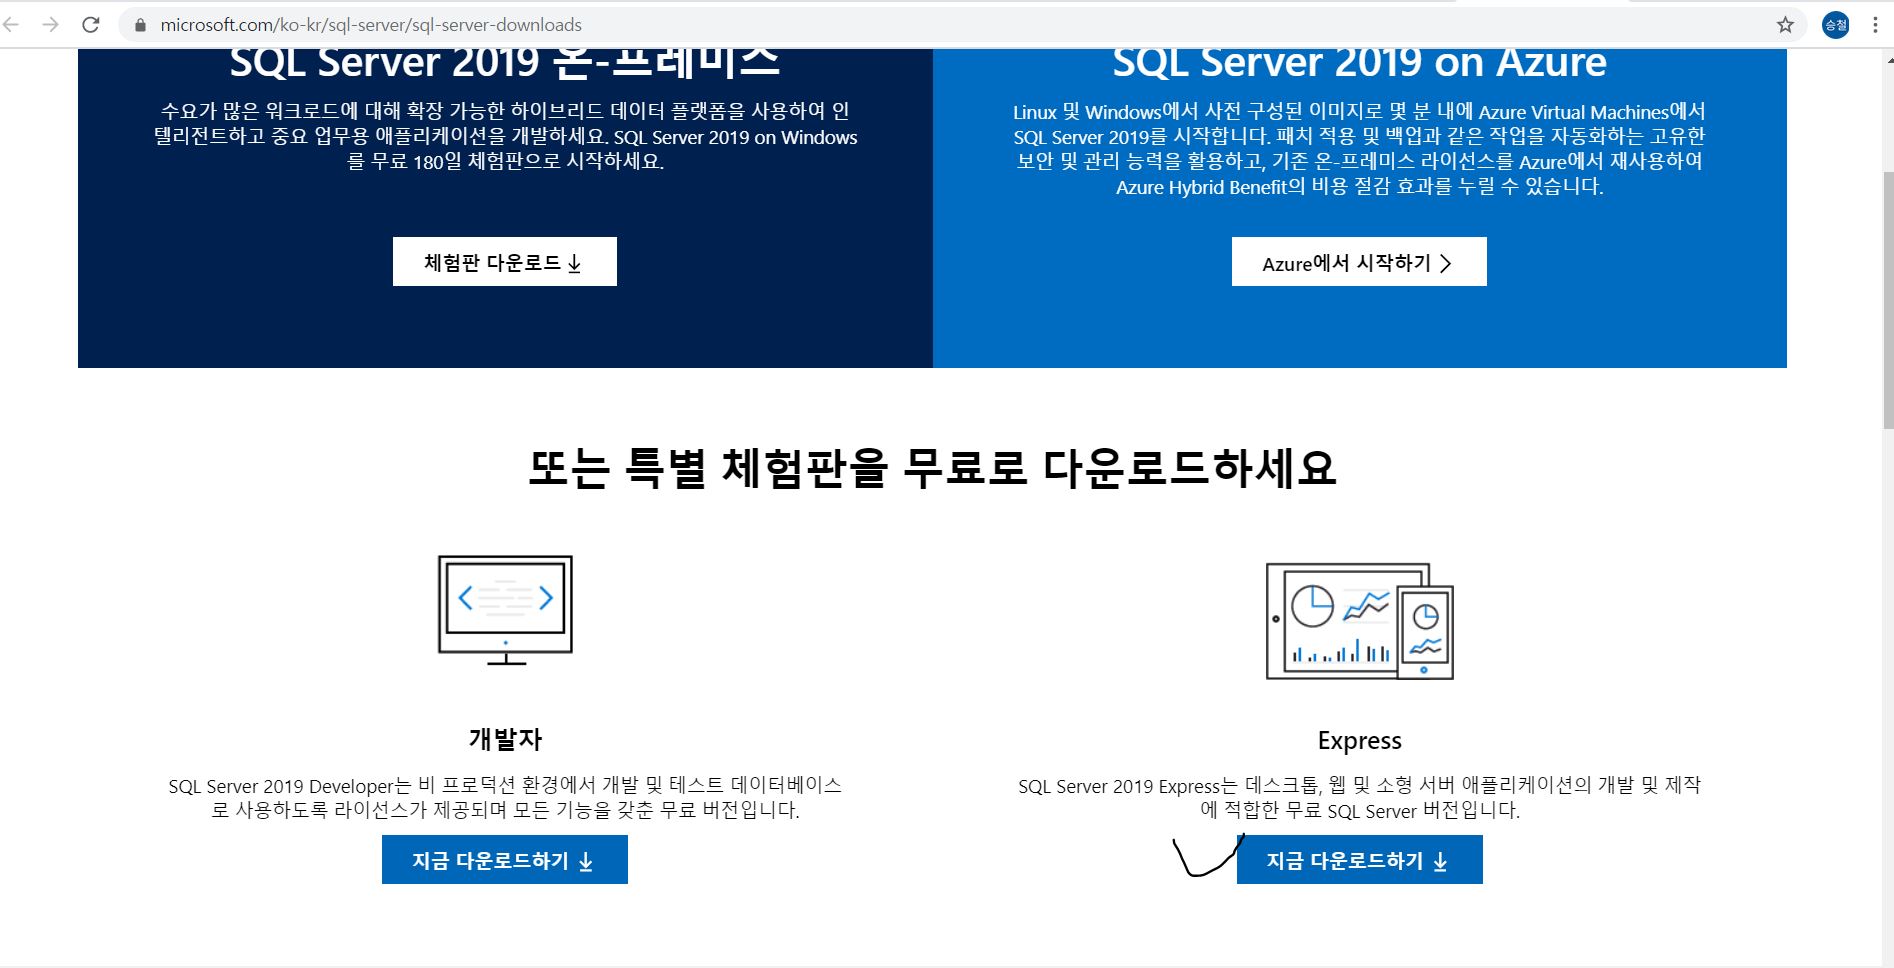 microsoft.com/ko-kr/sql-server/sql-server-downloads
승철
SQL Server 2019 온-프레미스
수요가 많은 워크로드에 대해 확장 가능한 하이브리드 데이터 플랫폼을 사용하여 인
텔리전트하고 중요 업무용 애플리케이션을 개발하세요. SQL Server 2019 on Windows
를 무료 180일 체험판으로 시작하세요.
체험판 다운로드
SQL Server 2019 on Azure
Linux 및 Windows에서 사전 구성된 이미지로 몇 분 내에 Azure Virtual Machines에서
SQL Server 2019를 시작합니다. 패치 적용 및 백업과 같은 작업을 자동화하는 고유한
보안 및 관리 능력을 활용하고, 기존 온-프레미스 라이선스를 Azure에서 재사용하여
Azure Hybrid Benefit의 비용 절감 효과를 누릴 수 있습니다.
Azure에서 시작하기
또는 특별 체험판을 무료로 다운로드하세요
개발자
SQL Server 2019 Developer는 비 프로덕션 환경에서 개발 및 테스트 데이터베이스
로 사용하도록 라이선스가 제공되며 모든 기능을 갖춘 무료 버전입니다.
지금 다운로드하기
Express
SQL Server 2019 Express는 데스크톱, 웹 및 소형 서버 애플리케이션의 개발 및 제작
에 적합한 무료 SQL Server 버전입니다.
지금 다운로드하기